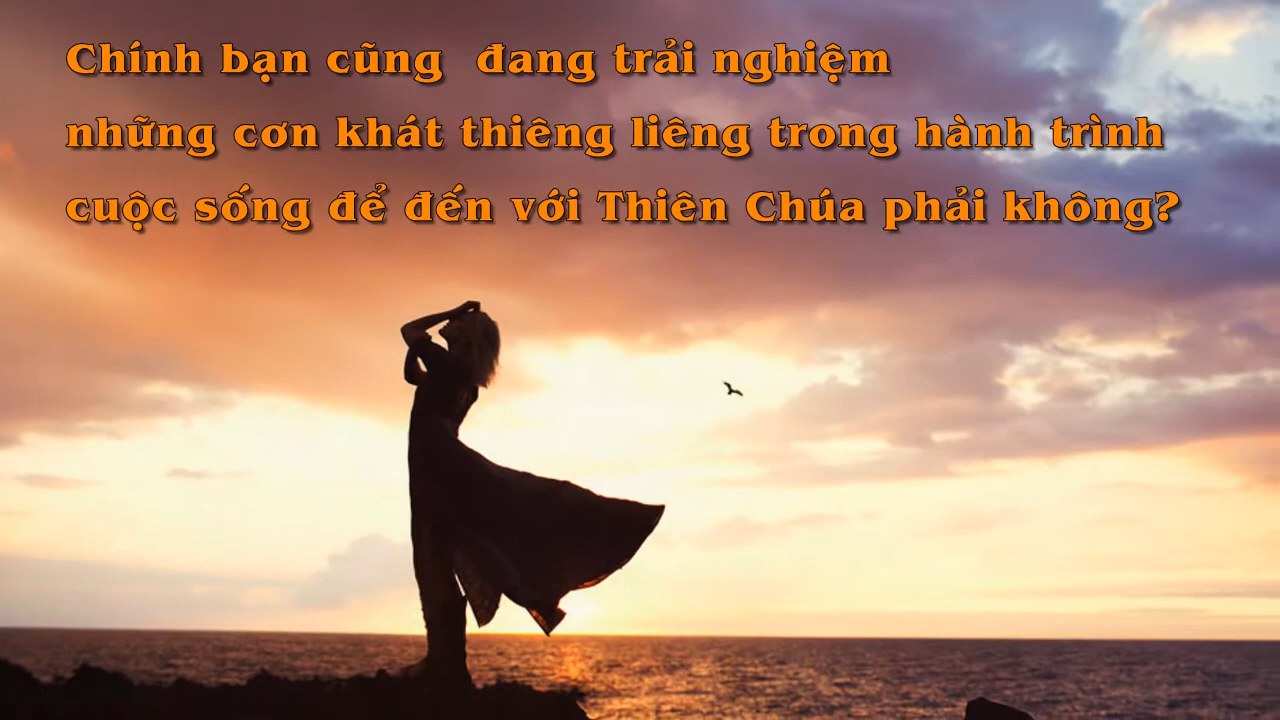 Chính bạn cũng đang trải nghiệm
những cơn khát thiêng liêng trong hành trình
cuộc sống để đến với Thiên Chúa phải không?